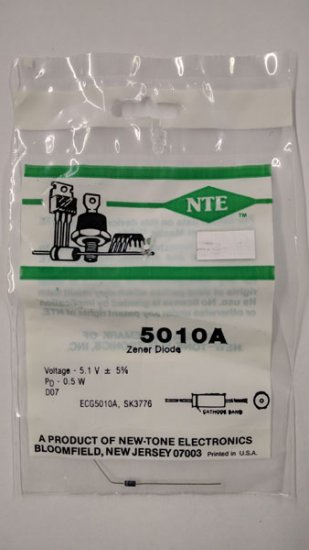 NTE
TM
5010A
Zener Diode
Voltage - 5.1 V ± 5%
PD - 0.5 W
DO7
ECG5010A, SK3776
CATHODE BAND
A PRODUCT OF NEW-TONE ELECTRONICS
BLOOMFIELD, NEW JERSEY 07003 Printed in U.S.A.